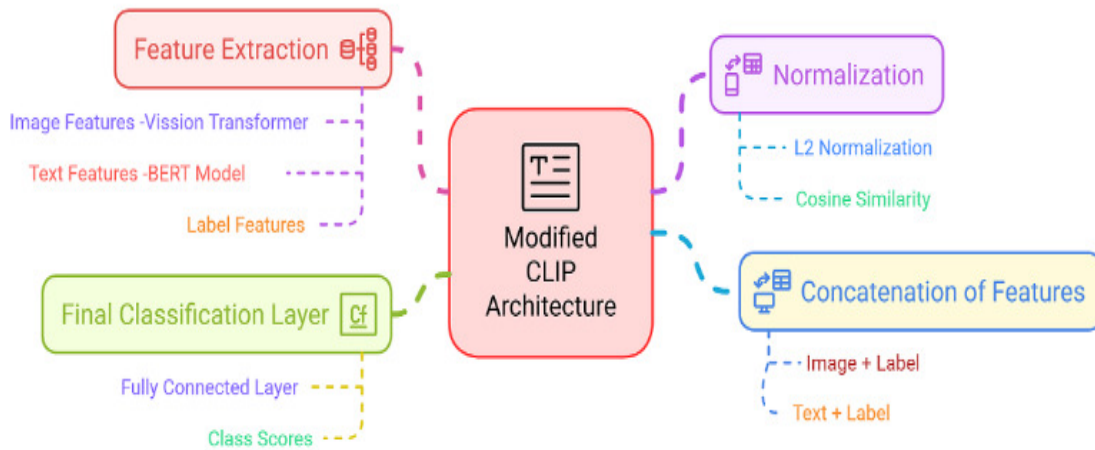 Feature Extraction
Image Features -Vission Transformer
Text Features -BERT Model
Label Features
Final Classification Layer
Cf
Fully Connected Layer
Class Scores
T
Modified
CLIP
Architecture
Normalization
L2 Normalization
Cosine Similarity
Concatenation of Features
Image + Label
Text + Label